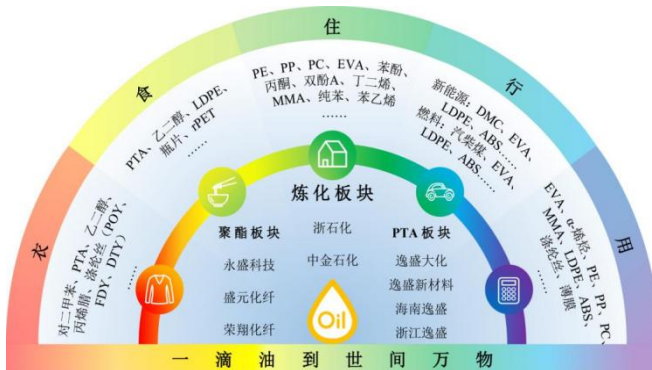 衣
对二甲苯、PTA、乙二醇、
丙烯腈、涤纶丝（POY、
FDY、DTY）
……
食
PTA、乙二醇、LDPE、
瓶片、rPET
……
住
PE、PP、PC、EVA、苯酚、
丙酮、双酚A、丁二烯、
MMA、纯苯、苯乙烯
……
行
新能源：DMC、EVA、
LDPE、ABS……
燃料：汽柴煤、EVA、
LDPE、ABS……
用
EVA、α-烯烃、PE、PP、PC、
MMA、LDPE、ABS、
涤纶丝、薄膜
……
炼化板块
浙石化
中金石化
聚酯板块
永盛科技
盛元化纤
荣翔化纤
PTA板块
逸盛大化
逸盛新材料
海南逸盛
浙江逸盛
Oil
一滴油到世间万物